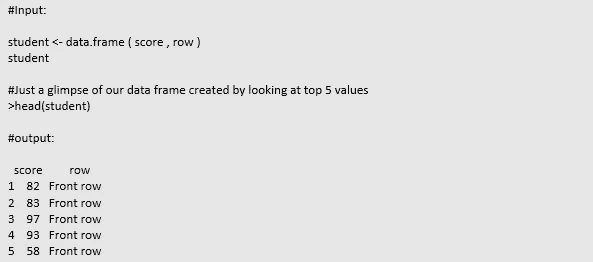 #Input:
student <- data.frame ( score , row )
student
#Just a glimpse of our data frame created by looking at top 5 values
>head(student)
#output:
score row
1 82 Front row
2 83 Front row
3 97 Front row
4 93 Front row
5 58 Front row